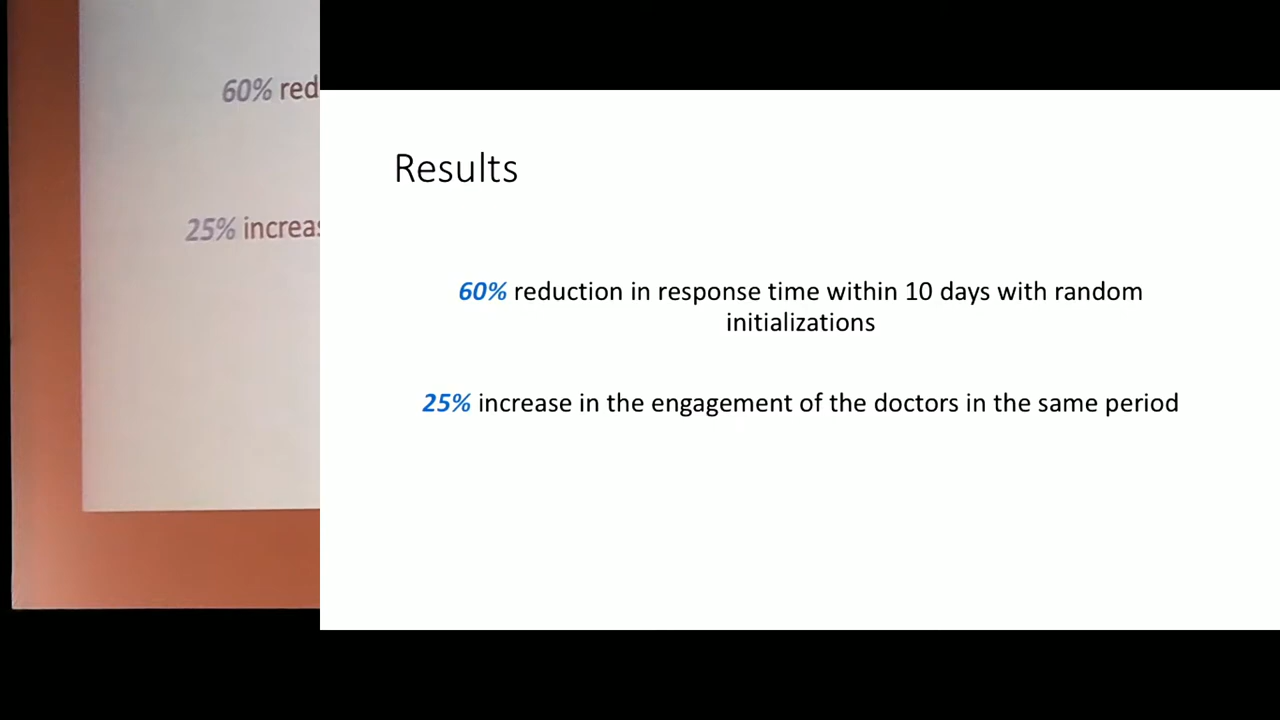 60% red
25% increas
Results
60% reduction in response time within 10 days with random
initializations
25% increase in the engagement of the doctors in the same period